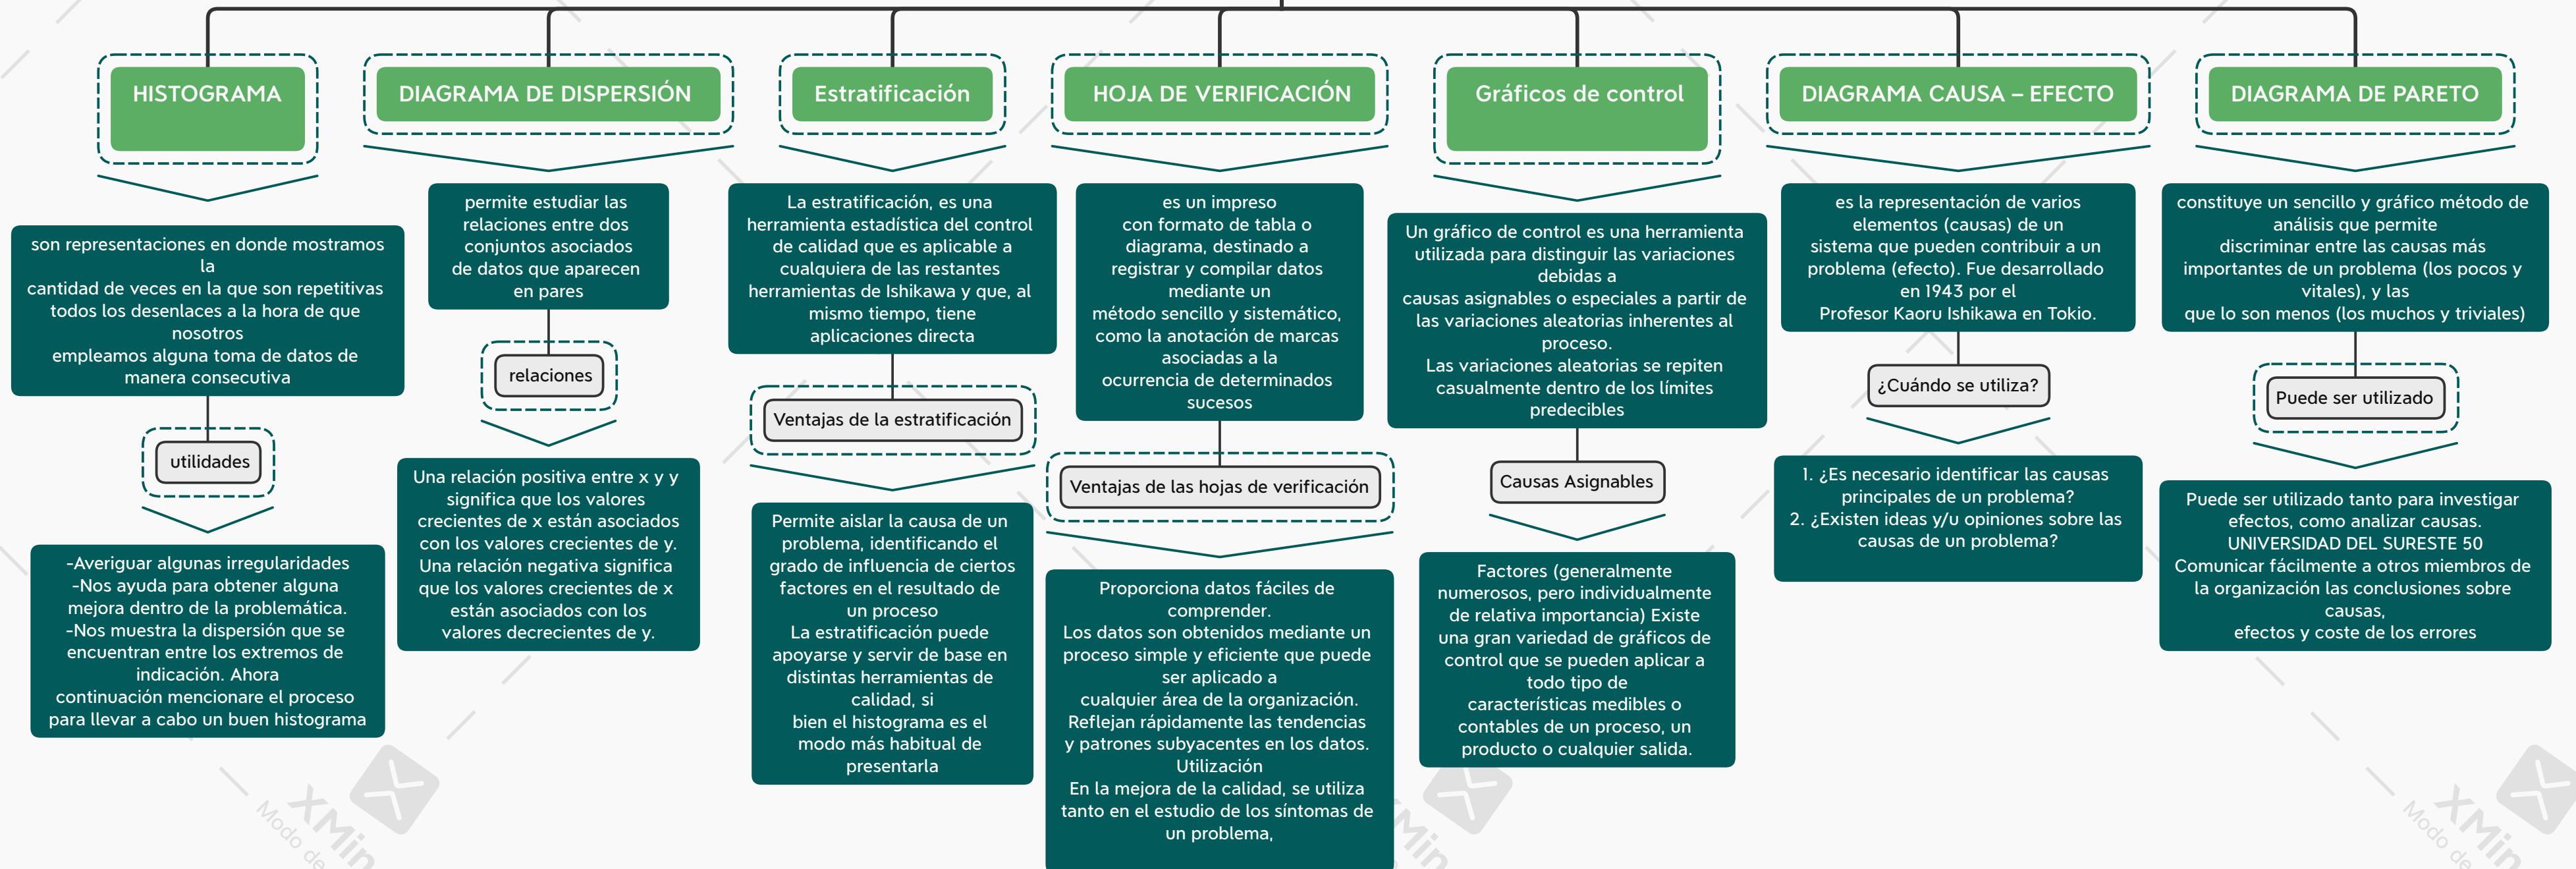 HISTOGRAMA
son representaciones en donde mostramos
la
cantidad de veces en la que son repetitivas
todos los desenlaces a la hora de que
nosotros
empleamos alguna toma de datos de
manera consecutiva
utilidades
-Averiguar algunas irregularidades
-Nos ayuda para obtener alguna
mejora dentro de la problemática.
-Nos muestra la dispersión que se
encuentran entre los extremos de
indicación. Ahora
continuación mencionare el proceso
para llevar a cabo un buen histograma
DIAGRAMA DE DISPERSIÓN
permite estudiar las
relaciones entre dos
conjuntos asociados
de datos que aparecen
en pares
relaciones
Una relación positiva entre x y y
significa que los valores
crecientes de x están asociados
con los valores crecientes de y.
Una relación negativa significa
que los valores crecientes de x
están asociados con los
valores decrecientes de y.
Estratificación
La estratificación, es una
herramienta estadística del control
de calidad que es aplicable a
cualquiera de las restantes
herramientas de Ishikawa y que, al
mismo tiempo, tiene
aplicaciones directa
Ventajas de la estratificación
Permite aislar la causa de un
problema, identificando el
grado de influencia de ciertos
factores en el resultado de
un proceso
La estratificación puede
apoyarse y servir de base en
distintas herramientas de
calidad, si
bien el histograma es el
modo más habitual de
presentarla
HOJA DE VERIFICACIÓN
es un impreso
con formato de tabla o
diagrama, destinado a
registrar y compilar datos
mediante un
método sencillo y sistemático,
como la anotación de marcas
asociadas a la
ocurrencia de determinados
sucesos
Ventajas de las hojas de verificación
Proporciona datos fáciles de
comprender.
Los datos son obtenidos mediante un
proceso simple y eficiente que puede
ser aplicado a
cualquier área de la organización.
Reflejan rápidamente las tendencias
y patrones subyacentes en los datos.
Utilización
En la mejora de la calidad, se utiliza
tanto en el estudio de los síntomas de
un problema,
Gráficos de control
Un gráfico de control es una herramienta
utilizada para distinguir las variaciones
debidas a
causas asignables o especiales a partir de
las variaciones aleatorias inherentes al
proceso.
Las variaciones aleatorias se repiten
casualmente dentro de los límites
predecibles
Causas Asignables
Factores (generalmente
numerosos, pero individualmente
de relativa importancia) Existe
una gran variedad de gráficos de
control que se pueden aplicar a
todo tipo de
características medibles o
contables de un proceso, un
producto o cualquier salida.
DIAGRAMA CAUSA – EFECTO
es la representación de varios
elementos (causas) de un
sistema que pueden contribuir a un
problema (efecto). Fue desarrollado
en 1943 por el
Profesor Kaoru Ishikawa en Tokio.
¿Cuándo se utiliza?
1. ¿Es necesario identificar las causas
principales de un problema?
2. ¿Existen ideas y/u opiniones sobre las
causas de un problema?
DIAGRAMA DE PARETO
constituye un sencillo y gráfico método de
análisis que permite
discriminar entre las causas más
importantes de un problema (los pocos y
vitales), y las
que lo son menos (los muchos y triviales)
Puede ser utilizado
Puede ser utilizado tanto para investigar
efectos, como analizar causas.
UNIVERSIDAD DEL SURESTE 50
Comunicar fácilmente a otros miembros de
la organización las conclusiones sobre
causas,
efectos y coste de los errores
XMin
Modo de
Min
XMin
Modo de